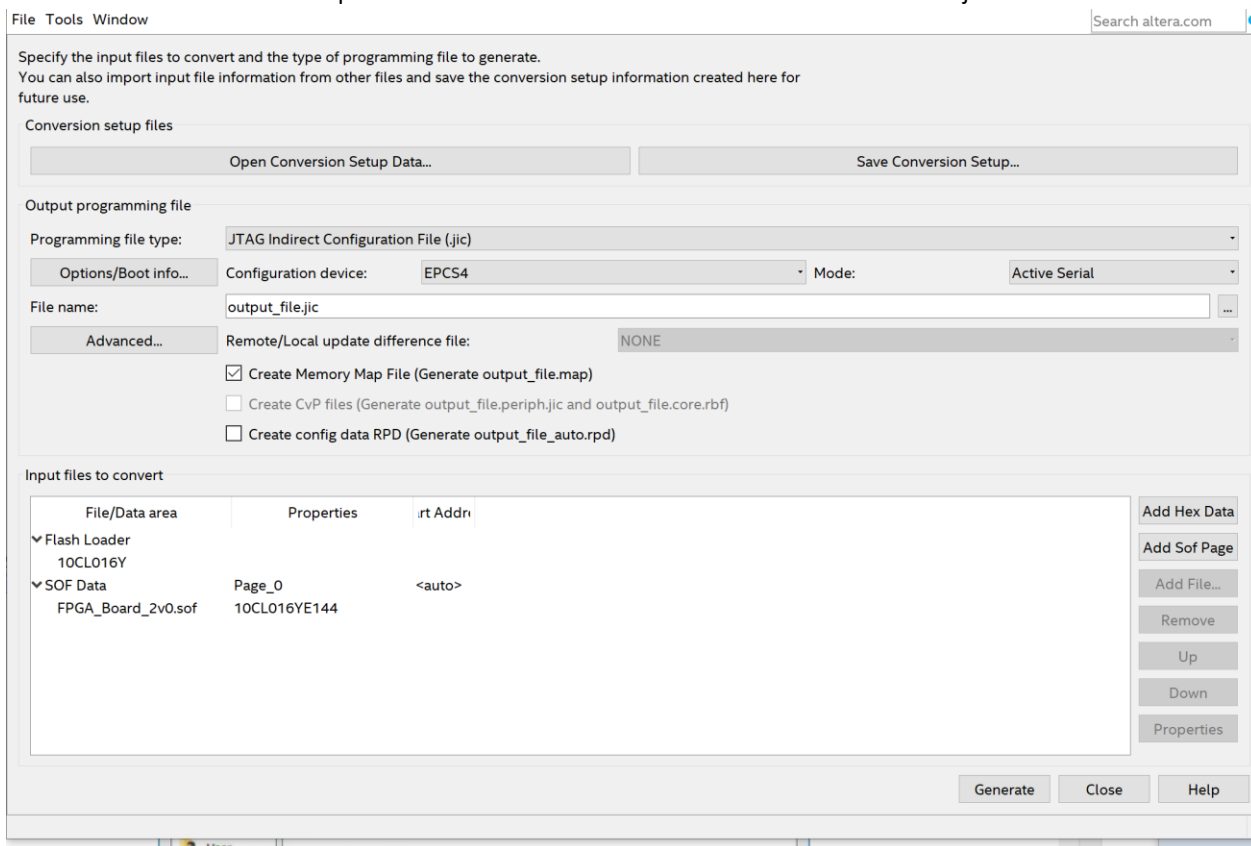 File Tools Window
Search altera.com
Specify the input files to convert and the type of programming file to generate.
You can also import input file information from other files and save the conversion setup information created here for
future use.
Conversion setup files
Open Conversion Setup Data...
Save Conversion Setup...
Output programming file
Programming file type:
JTAG Indirect Configuration File (.jic)
Options/Boot info...
Configuration device:
EPCS4
Mode:
Active Serial
File name:
output_file.jic
...
Advanced...
Remote/Local update difference file:
NONE
Create Memory Map File (Generate output_file.map)
Create CvP files (Generate output_file.periph.jic and output_file.core.rbf)
Create config data RPD (Generate output_file_auto.rpd)
Input files to convert
File/Data area
Properties
rt Addr
Add Hex Data
Flash Loader
10CL016Y
Add Sof Page
SOF Data
Page_0
<auto>
Add File...
FPGA_Board_2v0.sof
10CL016YE144
Remove
Up
Down
Properties
Generate
Close
Help